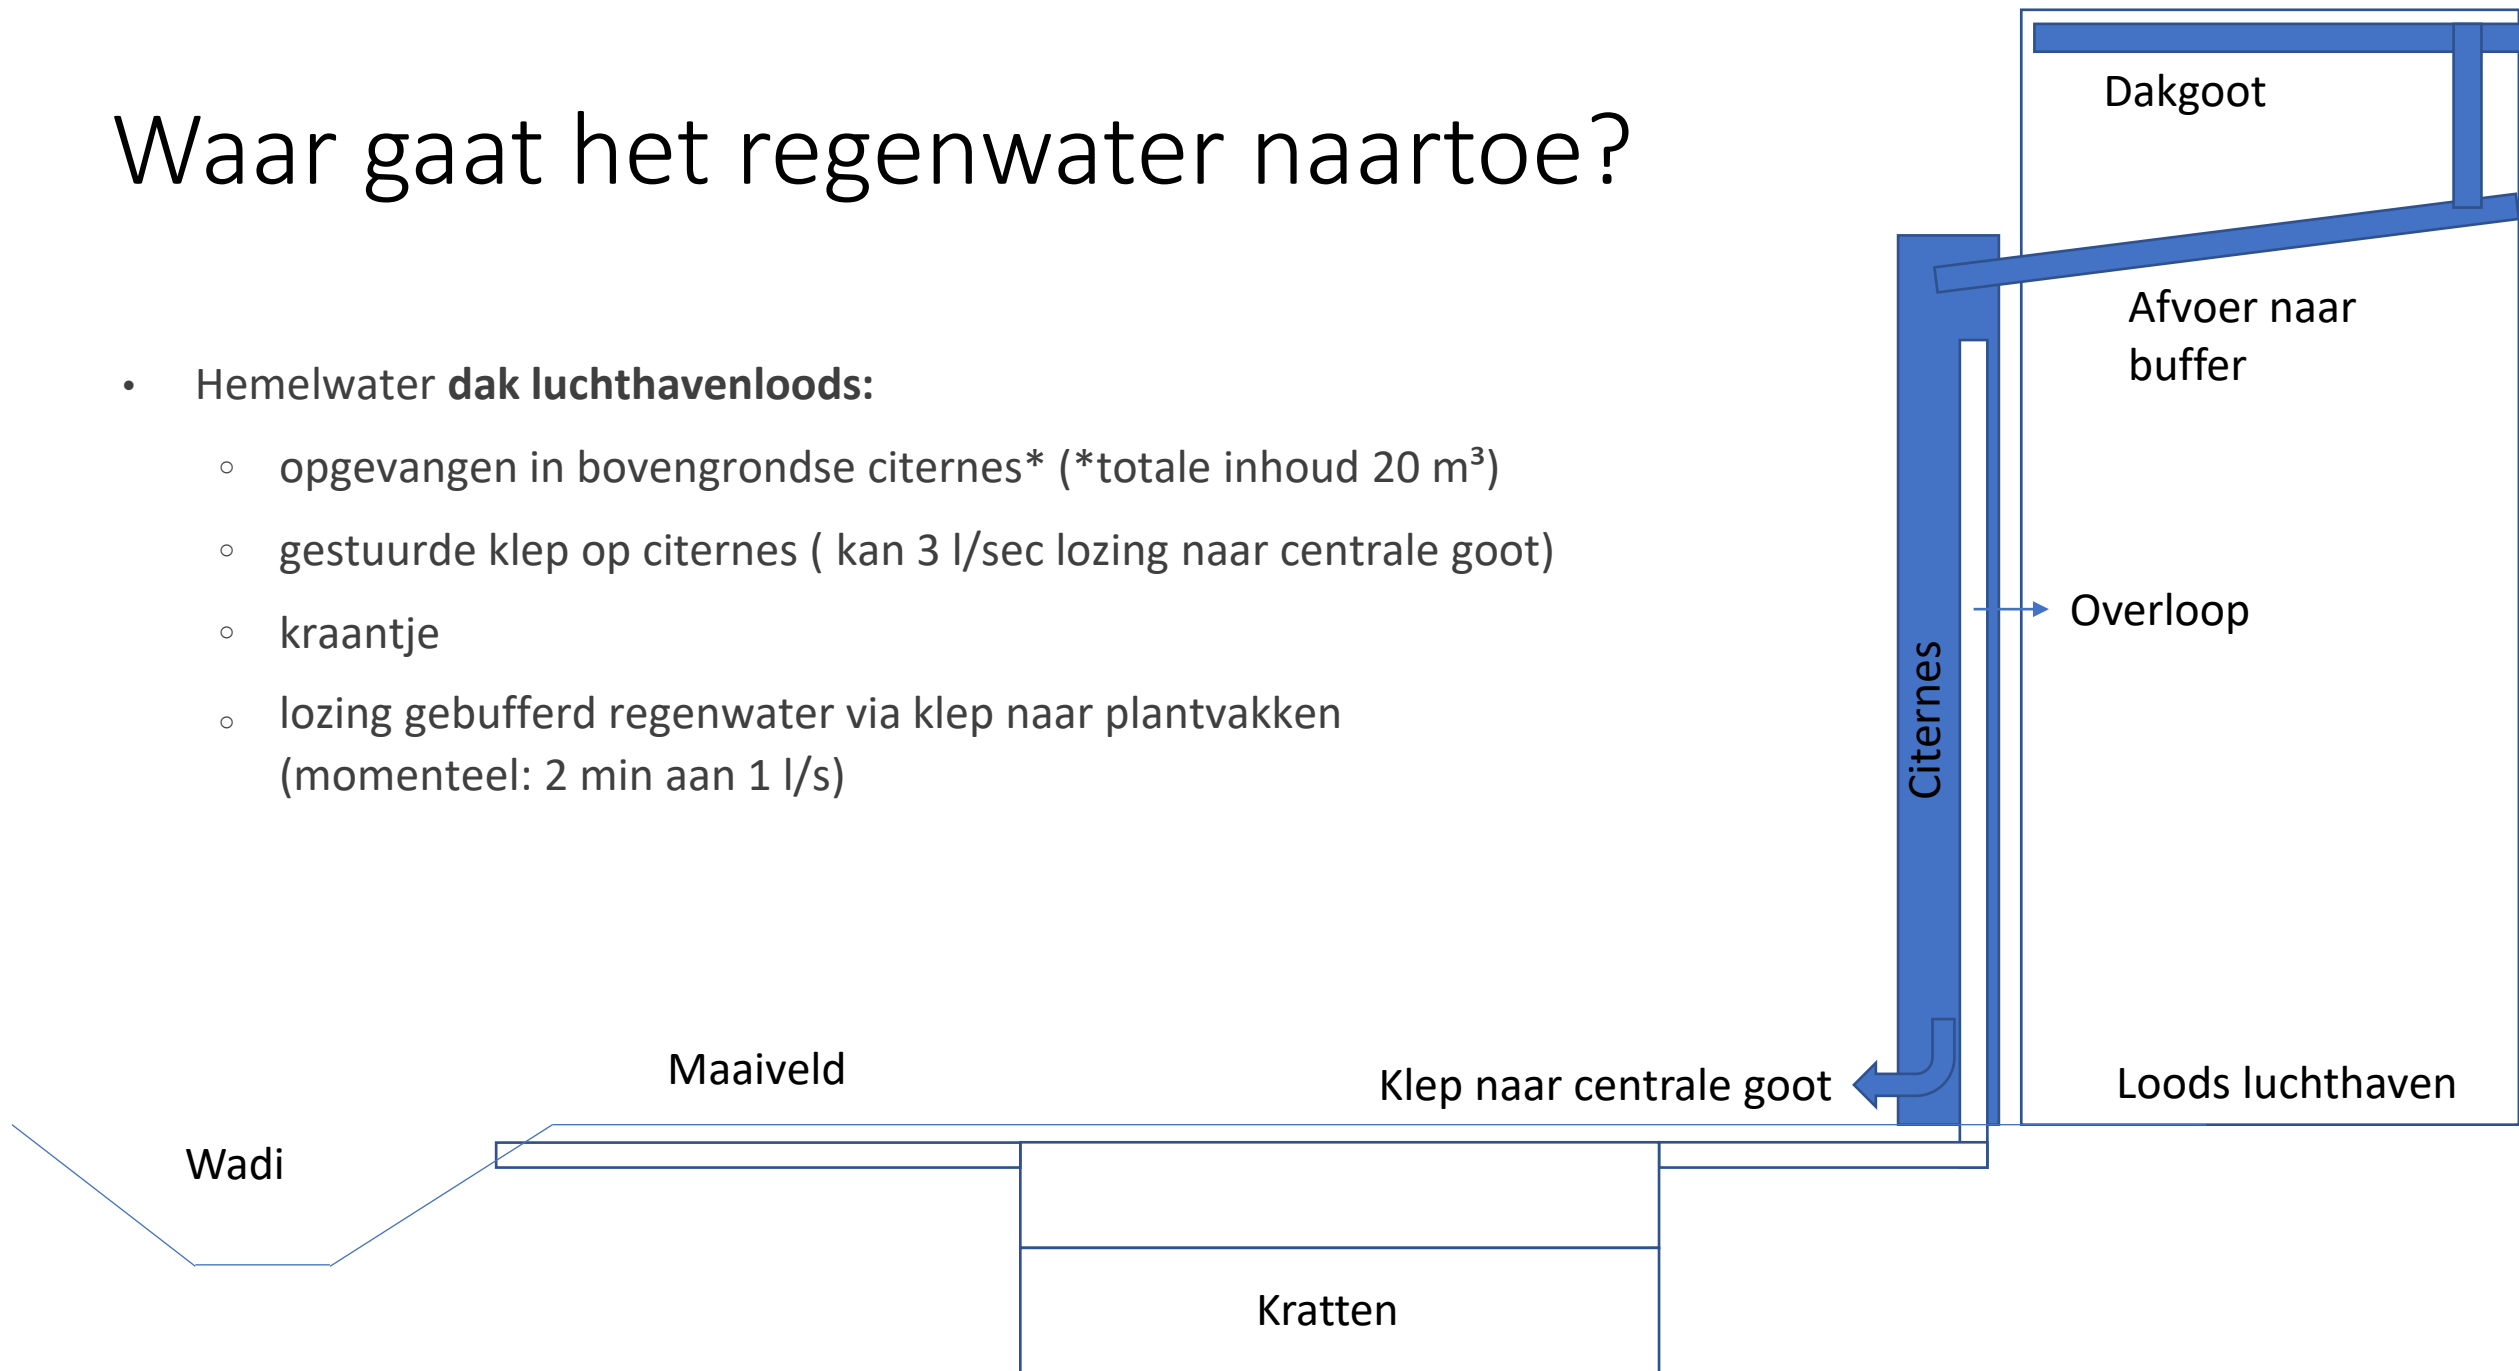 Waar gaat het regenwater naartoe?
• Hemelwater dak luchthavenloods:
◦ opgevangen in bovengrondse citernes* (*totale inhoud 20 m³)
◦ gestuurde klep op citernes ( kan 3 l/sec lozing naar centrale goot)
◦ kraantje
◦ lozing gebufferd regenwater via klep naar plantvakken
(momenteel: 2 min aan 1 l/s)
Dakgoot
Afvoer naar
buffer
Overloop
Citernes
Maaiveld
Klep naar centrale goot
Loods luchthaven
Wadi
Kratten